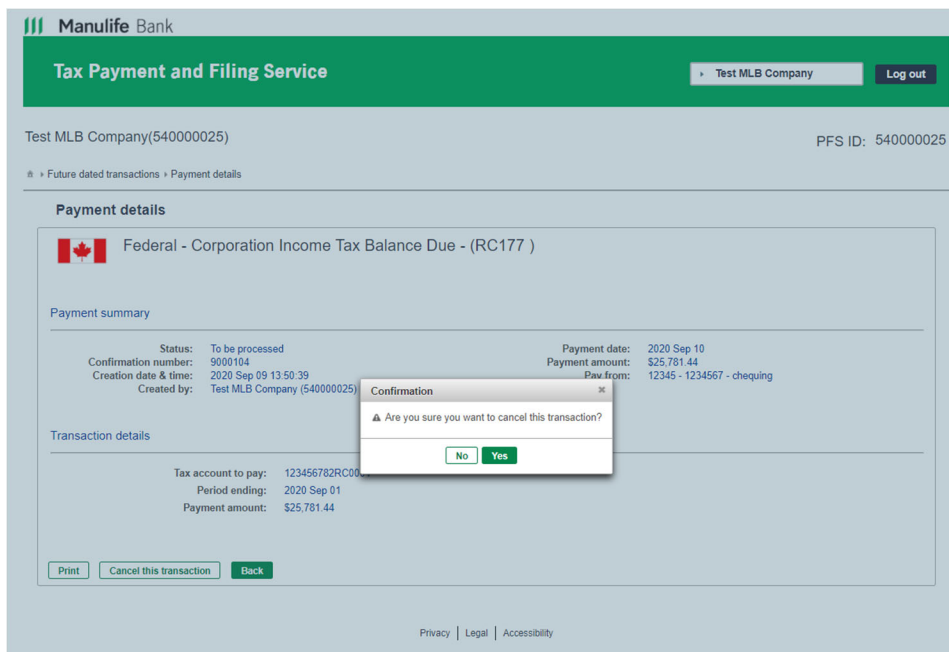 Manulife Bank
Tax Payment and Filing Service
Test MLB Company
Log out
Test MLB Company(540000025)
PFS ID: 540000025
Future dated transactions Payment details
Payment details
Federal - Corporation Income Tax Balance Due - (RC177 )
Payment summary
Status: To be processed
Payment date: 2020 Sep 10
Confirmation number: 9000104
Payment amount: $25,781.44
Creation date & time: 2020 Sep 09 13:50:39
Pay from: 12345 - 1234567 - chequing
Created by: Test MLB Company (540000025)
Confirmation
Are you sure you want to cancel this transaction?
No Yes
Transaction details
Tax account to pay:
Period ending: 2020 Sep 01
Payment amount: $25,781.44
Print Cancel this transaction Back
Privacy | Legal | Accessibility